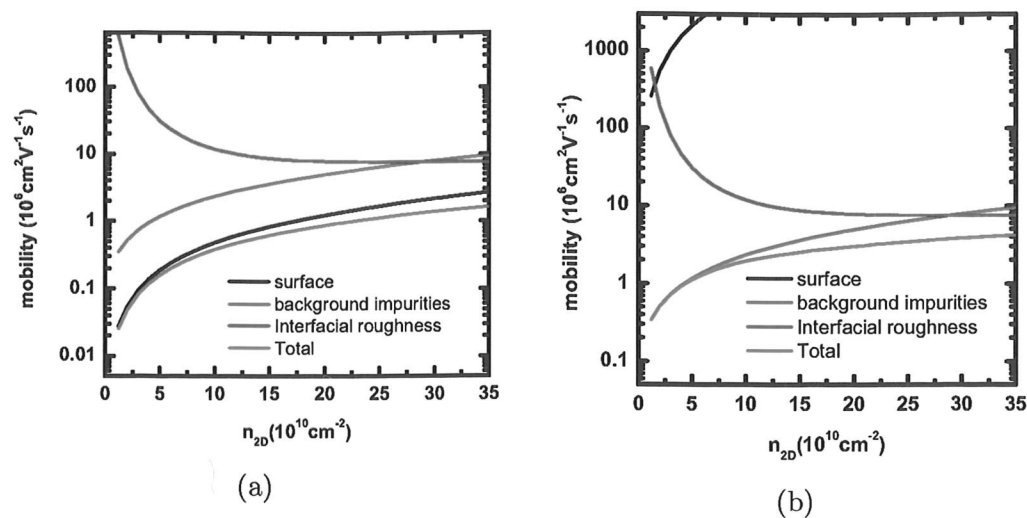 100
10
1
0.1
0.01
mobility (10⁶cm²V⁻¹s⁻¹)
surface
background impurities
Interfacial roughness
Total
0 5 10 15 20 25 30 35
n₂D(10¹⁰cm⁻²)
(a)
1000
100
10
1
0.1
mobility (10⁶cm²V⁻¹s⁻¹)
surface
background impurities
Interfacial roughness
Total
0 5 10 15 20 25 30 35
n₂D(10¹⁰cm⁻²)
(b)